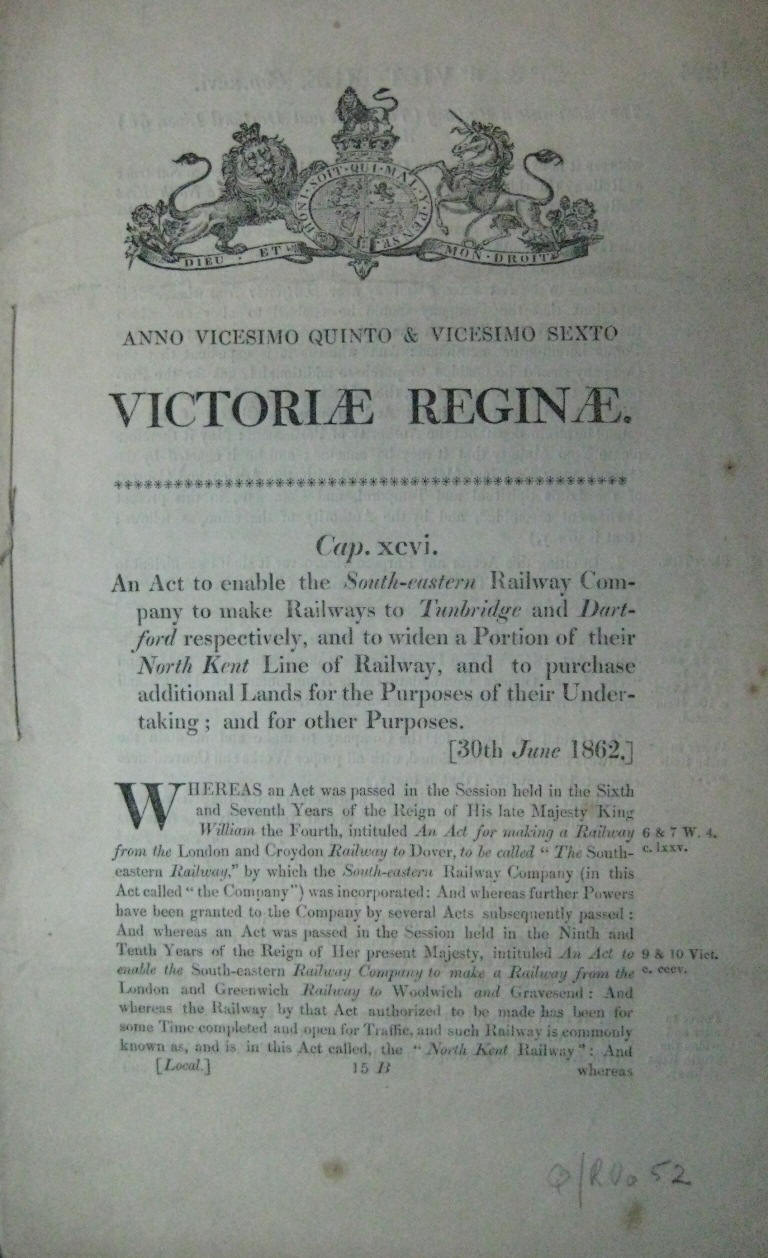 HONI · SOIT · QUI · MAL · Y · PEN
DIEU · ET
MON · DROIT
ANNO VICESIMO QUINTO & VICESIMO SEXTO
VICTORIÆ REGINÆ.
Cap. xcvi.
An Act to enable the South-eastern Railway Com-
pany to make Railways to Tunbridge and Dart-
ford respectively, and to widen a Portion of their
North Kent Line of Railway, and to purchase
additional Lands for the Purposes of their Under-
taking; and for other Purposes.
[30th June 1862.]
WHEREAS an Act was passed in the Session held in the Sixth
and Seventh Years of the Reign of His late Majesty King
William the Fourth, intituled An Act for making a Railway 6 & 7 W. 4.
from the London and Croydon Railway to Dover, to be called "The South- c. lxxv.
eastern Railway," by which the South-eastern Railway Company (in this
Act called "the Company") was incorporated: And whereas further Powers
have been granted to the Company by several Acts subsequently passed:
And whereas an Act was passed in the Session held in the Ninth and
Tenth Years of the Reign of Her present Majesty, intituled An Act to 9 & 10 Vict.
enable the South-eastern Railway Company to make a Railway from the c. cccv.
London and Greenwich Railway to Woolwich and Gravesend: And
whereas the Railway by that Act authorized to be made has been for
some Time completed and open for Traffic, and such Railway is commonly
known as, and is in this Act called, the "North Kent Railway": And
[Local.] 15 B whereas
52